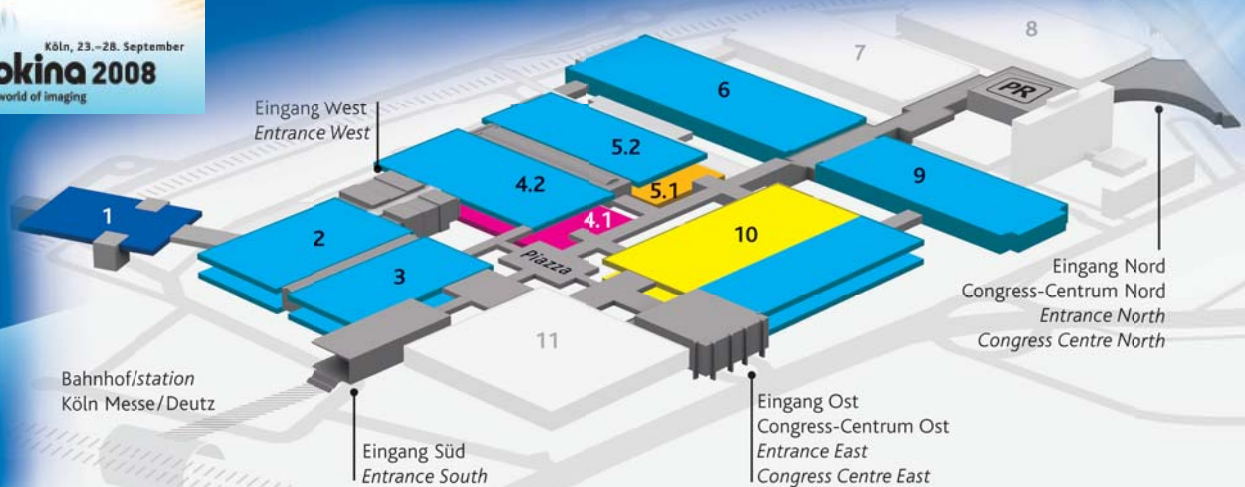 Köln, 23.–28. September
okina 2008
world of imaging
Eingang West
Entrance West
1
2
3
4.2
4.1
5.2
5.1
6
7
8
PR
9
10
Piazza
11
Bahnhof/station
Köln Messe/Deutz
Eingang Süd
Entrance South
Eingang Ost
Congress-Centrum Ost
Entrance East
Congress Centre East
Eingang Nord
Congress-Centrum Nord
Entrance North
Congress Centre North